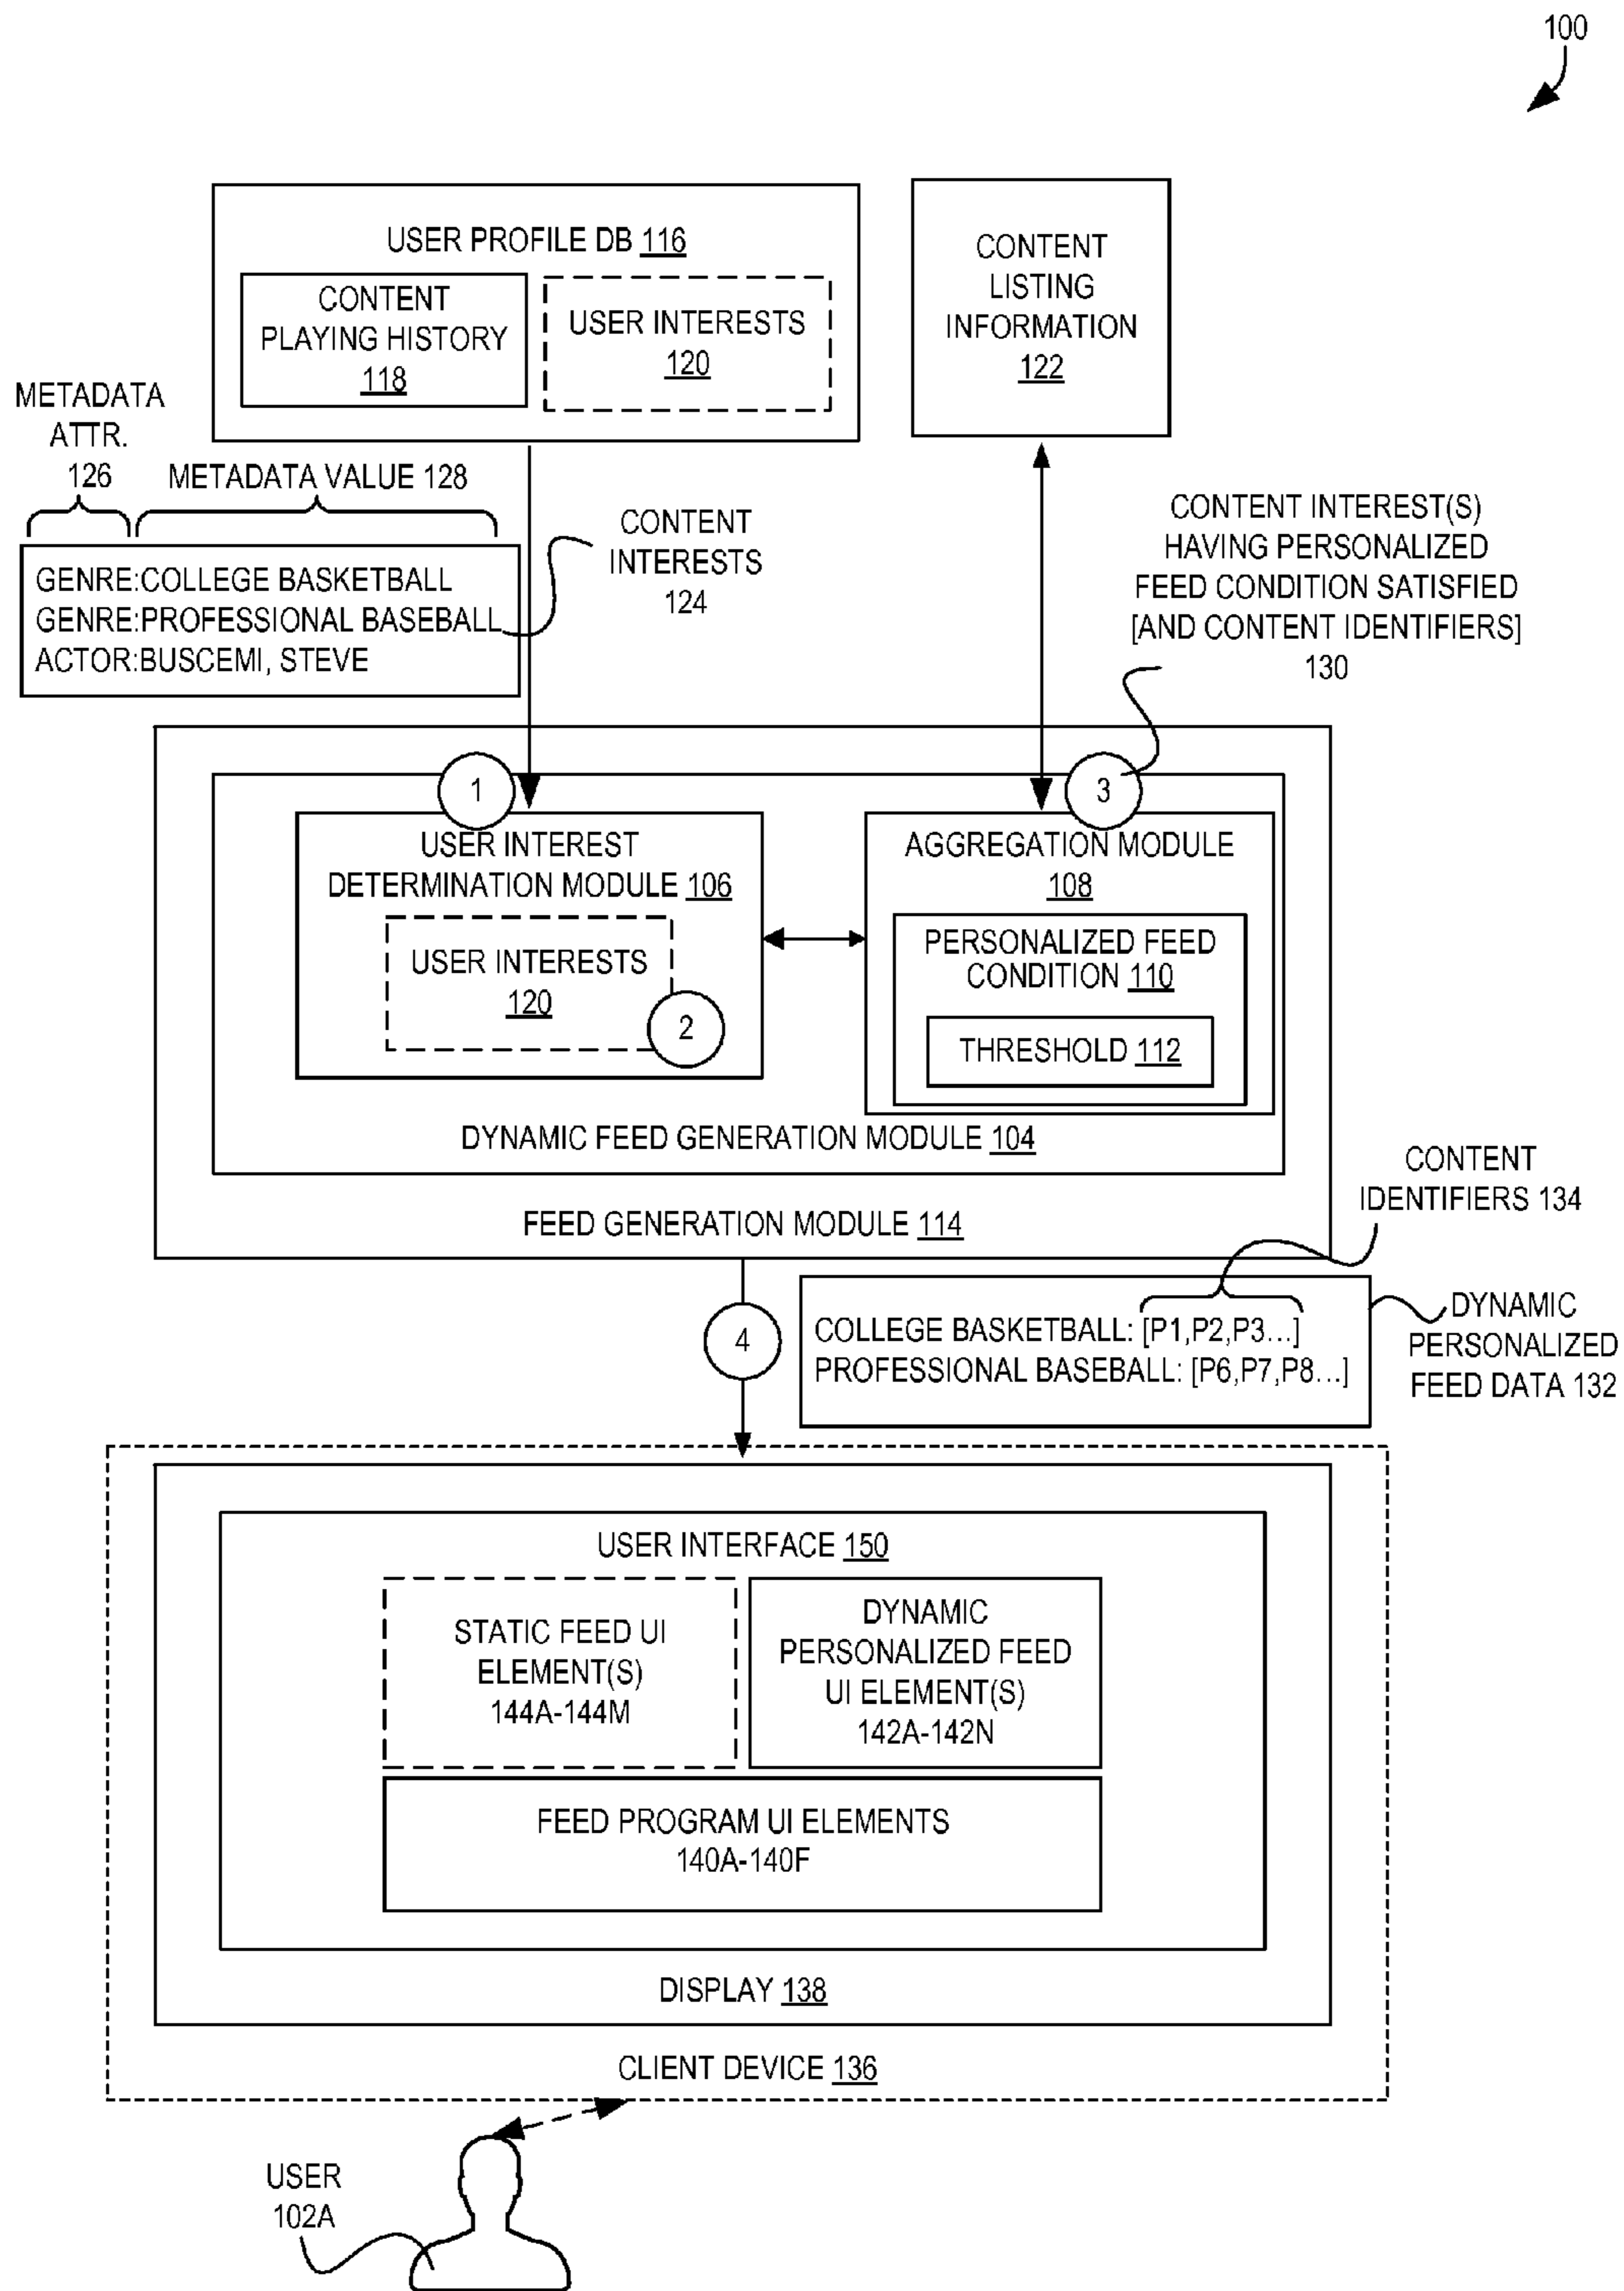 100
USER PROFILE DB 116
CONTENT
PLAYING HISTORY
118
USER INTERESTS
120
CONTENT
LISTING
INFORMATION
122
METADATA
ATTR.
126
METADATA VALUE 128
GENRE:COLLEGE BASKETBALL
GENRE:PROFESSIONAL BASEBALL
ACTOR:BUSCEMI, STEVE
CONTENT
INTERESTS
124
CONTENT INTEREST(S)
HAVING PERSONALIZED
FEED CONDITION SATISFIED
[AND CONTENT IDENTIFIERS]
130
1
3
USER INTEREST
DETERMINATION MODULE 106
USER INTERESTS
120
2
AGGREGATION MODULE
108
PERSONALIZED FEED
CONDITION 110
THRESHOLD 112
DYNAMIC FEED GENERATION MODULE 104
FEED GENERATION MODULE 114
CONTENT
IDENTIFIERS 134
4
COLLEGE BASKETBALL: [P1,P2,P3...]
PROFESSIONAL BASEBALL: [P6,P7,P8...]
DYNAMIC
PERSONALIZED
FEED DATA 132
USER INTERFACE 150
STATIC FEED UI
ELEMENT(S)
144A-144M
DYNAMIC
PERSONALIZED FEED
UI ELEMENT(S)
142A-142N
FEED PROGRAM UI ELEMENTS
140A-140F
DISPLAY 138
CLIENT DEVICE 136
USER
102A